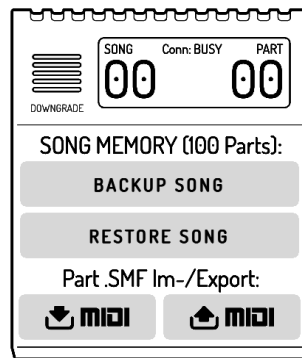 SONG Conn: BUSY PART
00 00
DOWNGRADE
SONG MEMORY (100 Parts):
BACKUP SONG
RESTORE SONG
Part .SMF Im-/Export:
MIDI MIDI